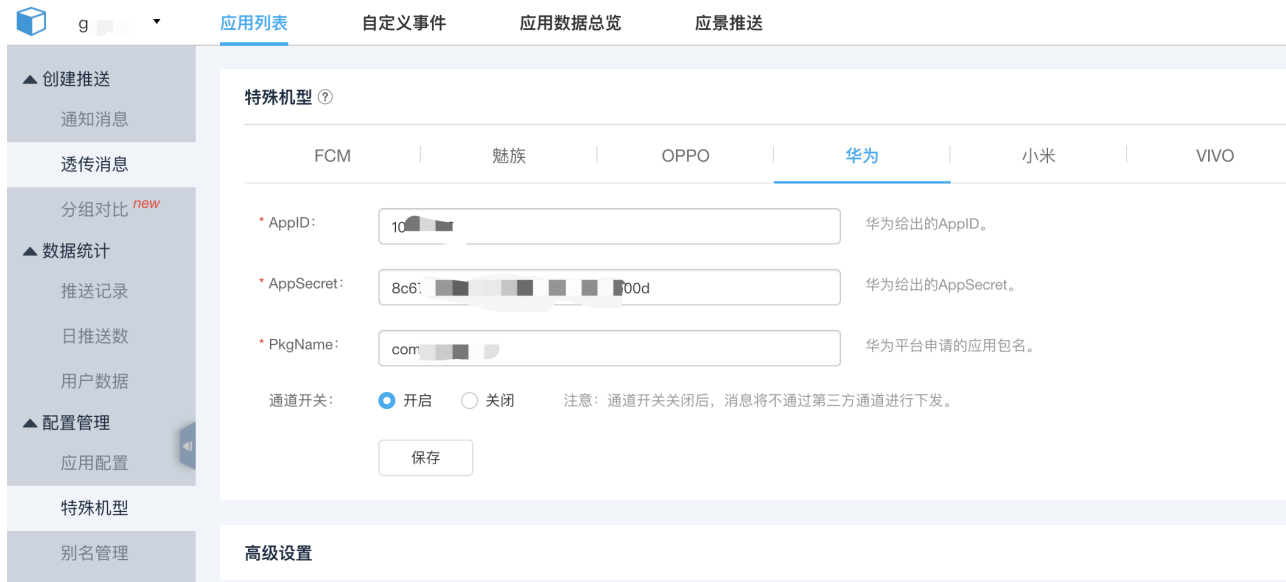 g
应用列表 自定义事件 应用数据总览 应景推送
创建推送
通知消息
透传消息
分组对比 new
数据统计
推送记录
日推送数
用户数据
配置管理
应用配置
特殊机型
别名管理
特殊机型 ?
FCM 魅族 OPPO 华为 小米 VIVO
* AppID: 10 华为给出的AppID。
* AppSecret: 8c67 00d 华为给出的AppSecret。
* PkgName: com 华为平台申请的应用包名。
通道开关: 开启 关闭 注意：通道开关关闭后，消息将不通过第三方通道进行下发。
保存
高级设置